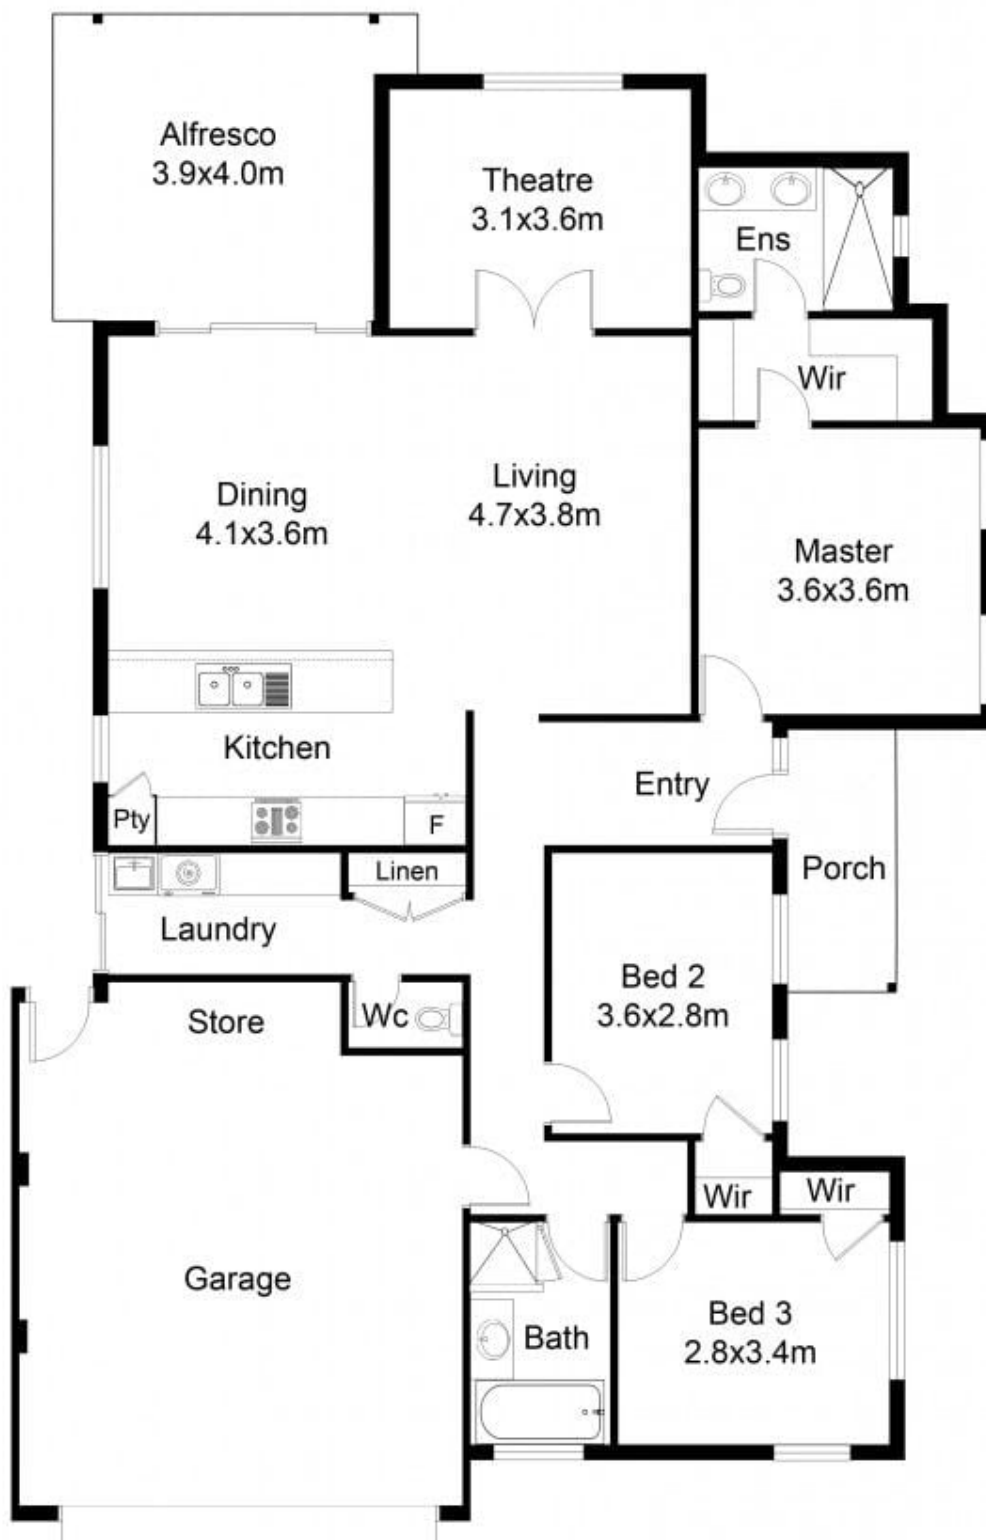 Alfresco
3.9x4.0m
Theatre
3.1x3.6m
Ens
Wir
Dining
4.1x3.6m
Living
4.7x3.8m
Master
3.6x3.6m
Kitchen
Pty
F
Entry
Linen
Laundry
Porch
Bed 2
3.6x2.8m
Store
Wc
Wir
Wir
Garage
Bath
Bed 3
2.8x3.4m